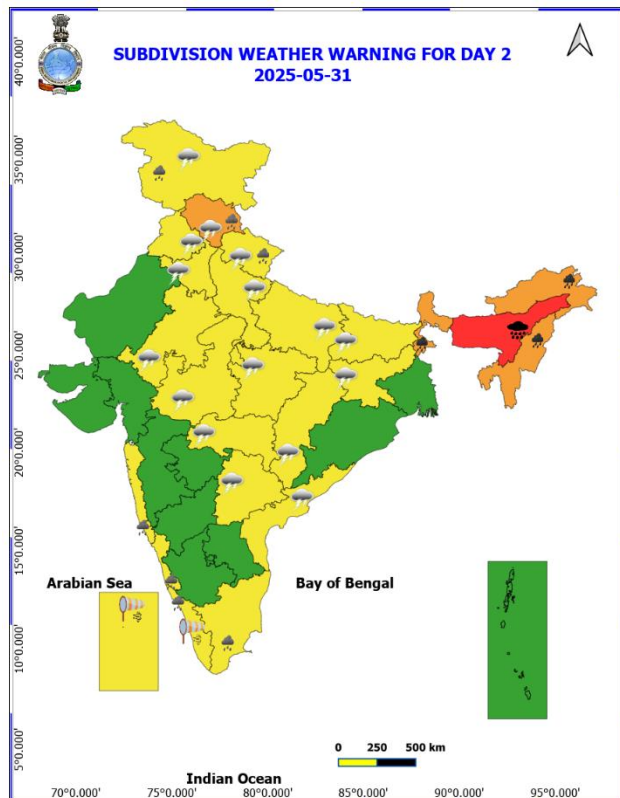 SUBDIVISION WEATHER WARNING FOR DAY 2
2025-05-31
40°0.000'
35°0.000'
30°0.000'
25°0.000'
20°0.000'
15°0.000'
Arabian Sea
Bay of Bengal
10°0.000'
5°0.000'
0 250 500 km
Indian Ocean
70°0.000' 75°0.000' 80°0.000' 85°0.000' 90°0.000' 95°0.000'